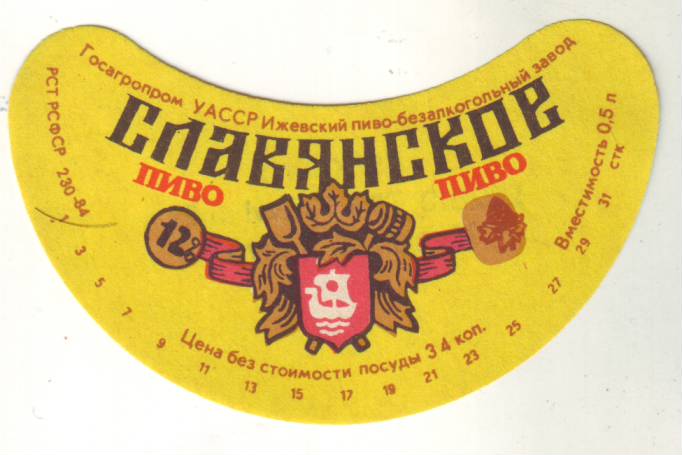 Госагропром УАССР Ижевский пиво-безалкогольный завод
РСТ РСФСР 230-84
СЛАВЯНСКОЕ
ПИВО
ПИВО
12%
Вместимость 0,5 л
Цена без стоимости посуды 34 коп.
1 3 5 7 9 11 13 15 17 19 21 23 25 27 29 31 СТК